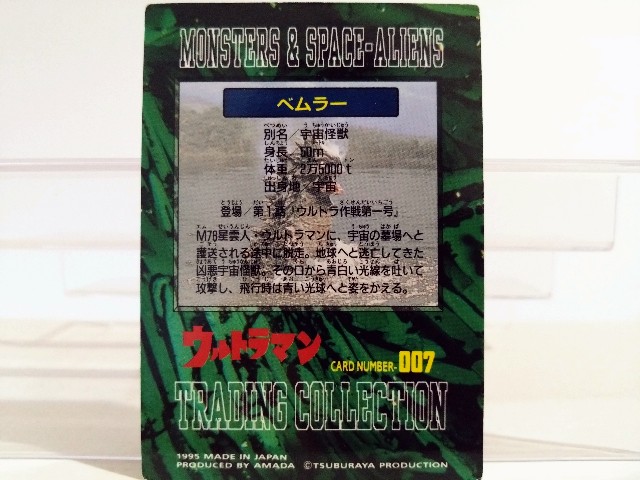 MONSTERS & SPACE-ALIENS
ベムラー
別名／宇宙怪獣
身長／50m
体重／2万5000t
出身地／宇宙
登場／第1話『ウルトラ作戦第一号』
M78星雲人・ウルトラマンに、宇宙の墓場へと
護送される途中に脱走。地球へと逃亡してきた
凶悪宇宙怪獣。その口から青白い光線を吐いて
攻撃し、飛行時は青い光球へと姿をかえる。
ウルトラマン
CARD NUMBER-007
TRADING COLLECTION
1995 MADE IN JAPAN
PRODUCED BY AMADA ©TSUBURAYA PRODUCTION